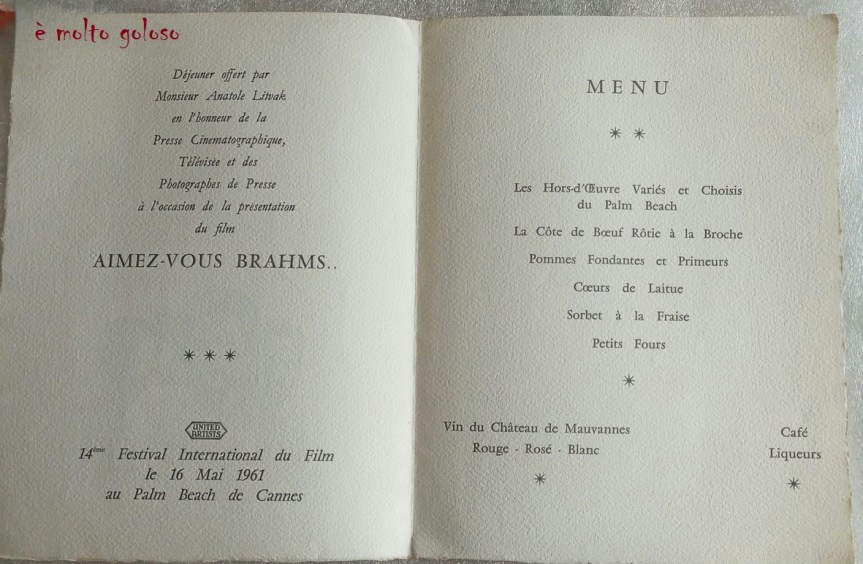 è molto goloso
Déjeuner offert par
Monsieur Anatole Litvak
en l'honneur de la
Presse Cinematographique,
Télévisée et des
Photographes de Presse
à l'occasion de la présentation
du film
AIMEZ-VOUS BRAHMS..
UNITED
ARTISTS
14ème Festival International du Film
le 16 Mai 1961
au Palm Beach de Cannes
MENU
Les Hors-d'Œuvre Variés et Choisis
du Palm Beach
La Côte de Bœuf Rôtie à la Broche
Pommes Fondantes et Primeurs
Cœurs de Laitue
Sorbet à la Fraise
Petits Fours
Vin du Château de Mauvannes
Rouge - Rosé - Blanc
Café
Liqueurs